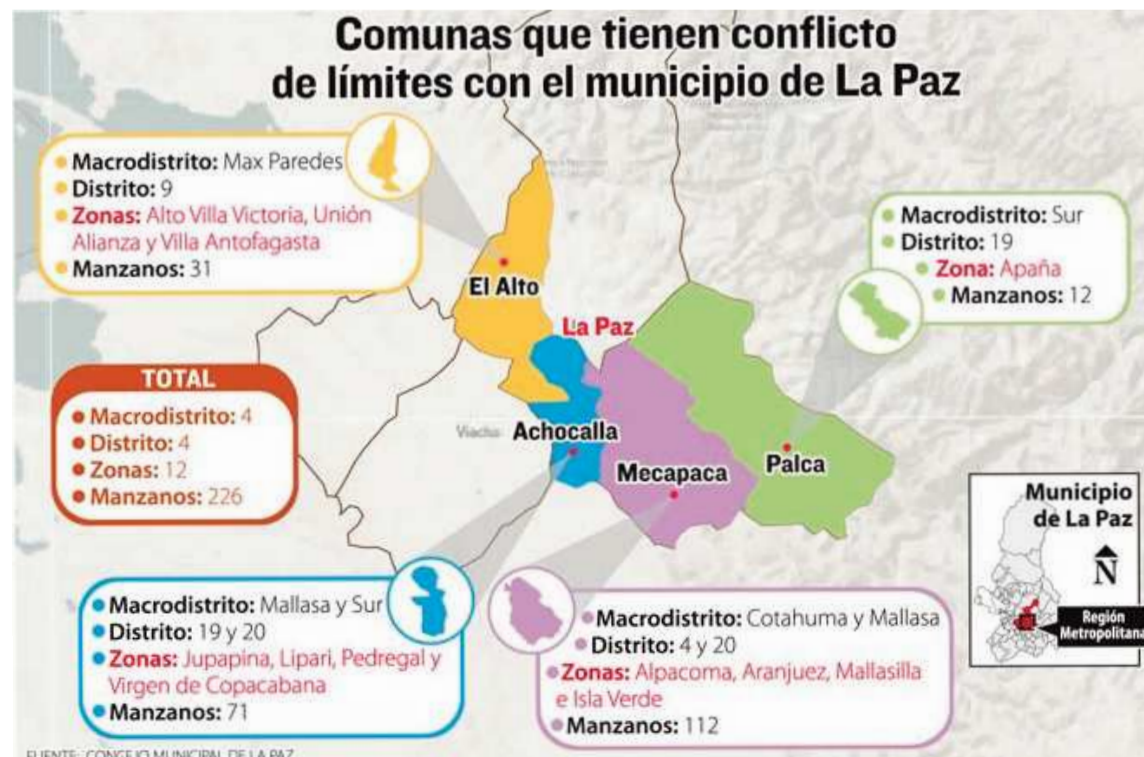 Comunas que tienen conflicto
de límites con el municipio de La Paz
Macrodistrito: Max Paredes
Distrito: 9
Zonas: Alto Villa Victoria, Unión
Alianza y Villa Antofagasta
Manzanos: 31
Macrodistrito: Sur
Distrito: 19
Zona: Apaña
Manzanos: 12
El Alto
La Paz
TOTAL
Macrodistrito: 4
Distrito: 4
Zonas: 12
Manzanos: 226
Viacha
Achocalla
Mecapaca
Palca
Municipio
de La Paz
N
Región
Metropolitana
Macrodistrito: Mallasa y Sur
Distrito: 19 y 20
Zonas: Jupapina, Lipari, Pedregal y
Virgen de Copacabana
Manzanos: 71
Macrodistrito: Cotahuma y Mallasa
Distrito: 4 y 20
Zonas: Alpacoma, Aranjuez, Mallasilla
e Isla Verde
Manzanos: 112
FUENTE: CONCEJO MUNICIPAL DE LA PAZ